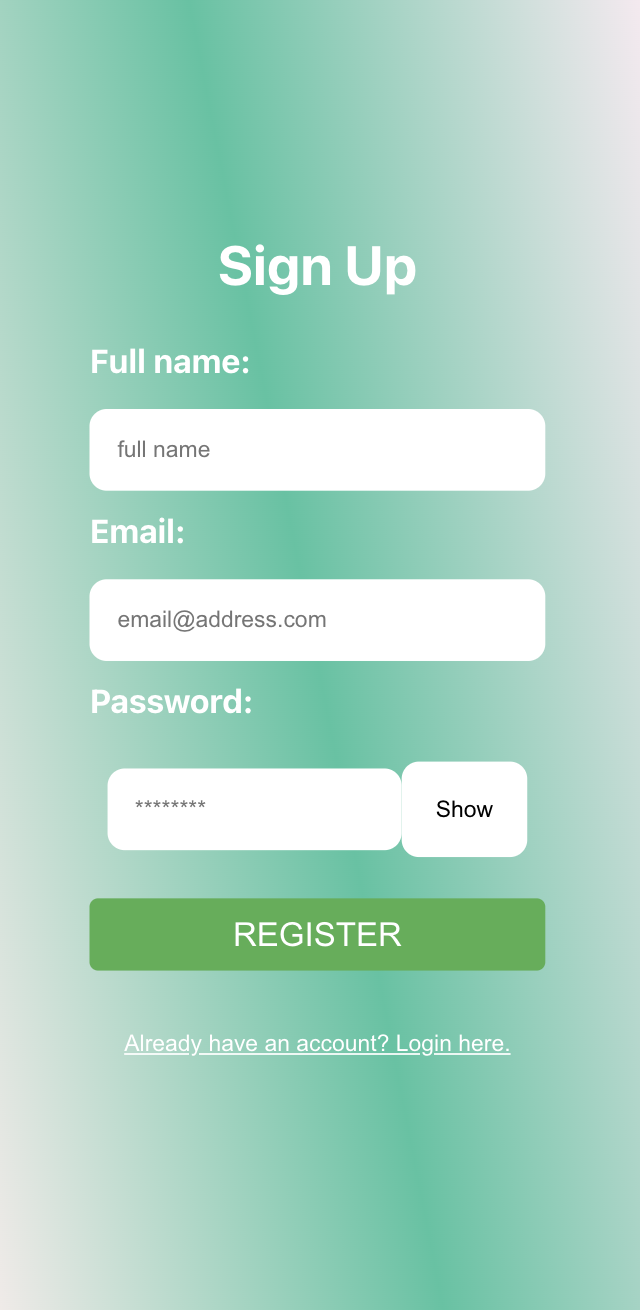 Sign Up
Full name:
full name
Email:
email@address.com
Password:
********
Show
REGISTER
Already have an account? Login here.